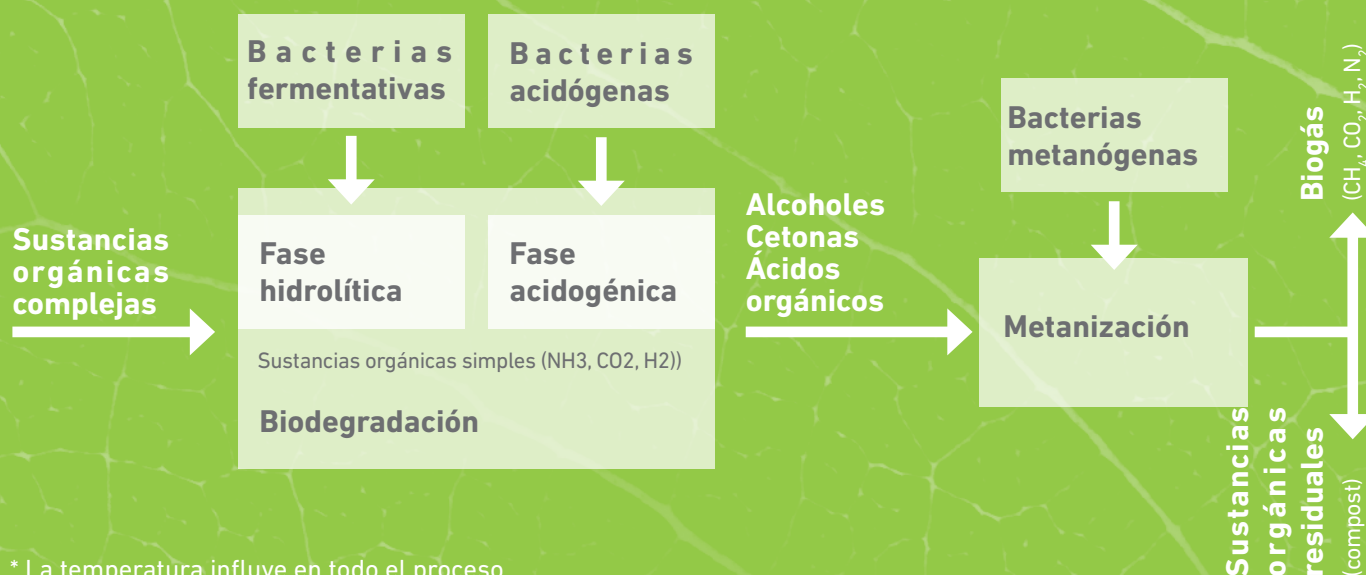 Bacterias
fermentativas
Bacterias
acidógenas
Sustancias
orgánicas
complejas
Fase
hidrolítica
Fase
acidogénica
Sustancias orgánicas simples (NH3, CO2, H2))
Biodegradación
Alcoholes
Cetonas
Ácidos
orgánicos
Bacterias
metanógenas
Metanización
Biogás
(CH₄, CO₂, H₂, N₂)
Sustancias
orgánicas
residuales
(compost)
* La temperatura influye en todo el proceso